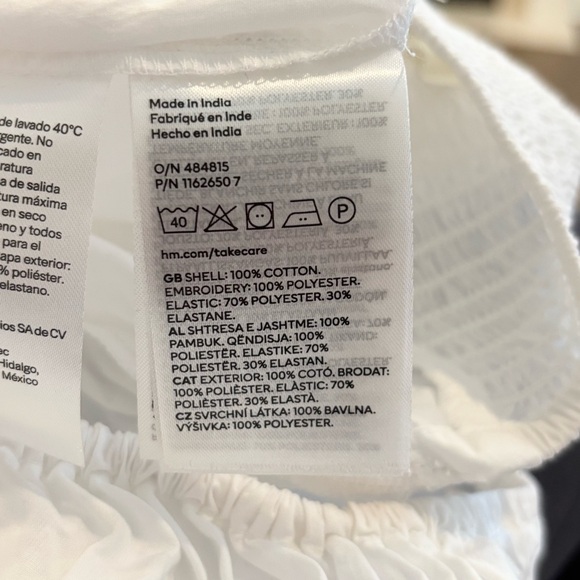 de lavado 40°C
gente. No
cado en
ratura
a de salida
tura máxima
en seco
no y todos
para el
apa exterior:
% poliéster.
elastano.
ios SA de CV
ec
Hidalgo,
México
Made in India
Fabriqué en Inde
Hecho en India
O/N 484815
P/N 1162650 7
40 P
hm.com/takecare
GB SHELL: 100% COTTON.
EMBROIDERY: 100% POLYESTER.
ELASTIC: 70% POLYESTER. 30%
ELASTANE.
AL SHTRESA E JASHTME: 100%
PAMBUK. QËNDISJA: 100%
POLIESTËR. ELASTIKE: 70%
POLIESTËR. 30% ELASTAN.
CAT EXTERIOR: 100% COTÓ. BRODAT:
100% POLIÈSTER. ELÀSTIC: 70%
POLIÈSTER. 30% ELASTÀ.
CZ SVRCHNÍ LÁTKA: 100% BAVLNA.
VÝŠIVKA: 100% POLYESTER.